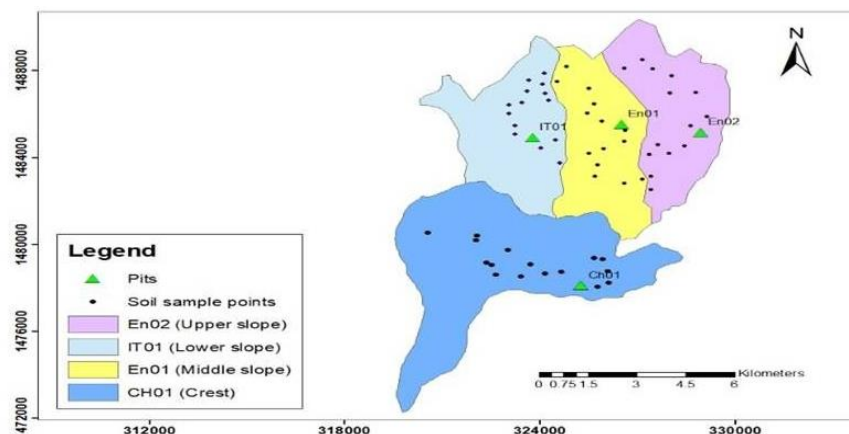 N
1488000
1484000
1480000
1476000
1472000
IT01
En01
En02
Ch01
Legend
Pits
Soil sample points
En02 (Upper slope)
IT01 (Lower slope)
En01 (Middle slope)
CH01 (Crest)
Kilometers
0 0.75 1.5 3 4.5 6
312000 318000 324000 330000